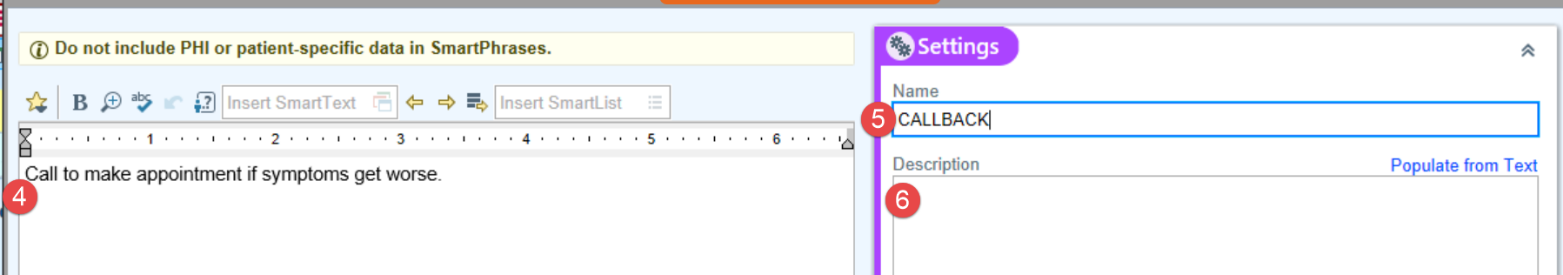 Do not include PHI or patient-specific data in SmartPhrases.
B abc Insert SmartText Insert SmartList
1 2 3 4 5 6
Call to make appointment if symptoms get worse.
4
Settings
Name
5 CALLBACK
Description Populate from Text
6